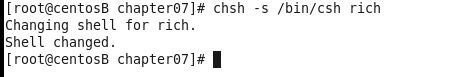 [root@centosB chapter07]# chsh -s /bin/csh rich
Changing shell for rich.
Shell changed.
[root@centosB chapter07]#